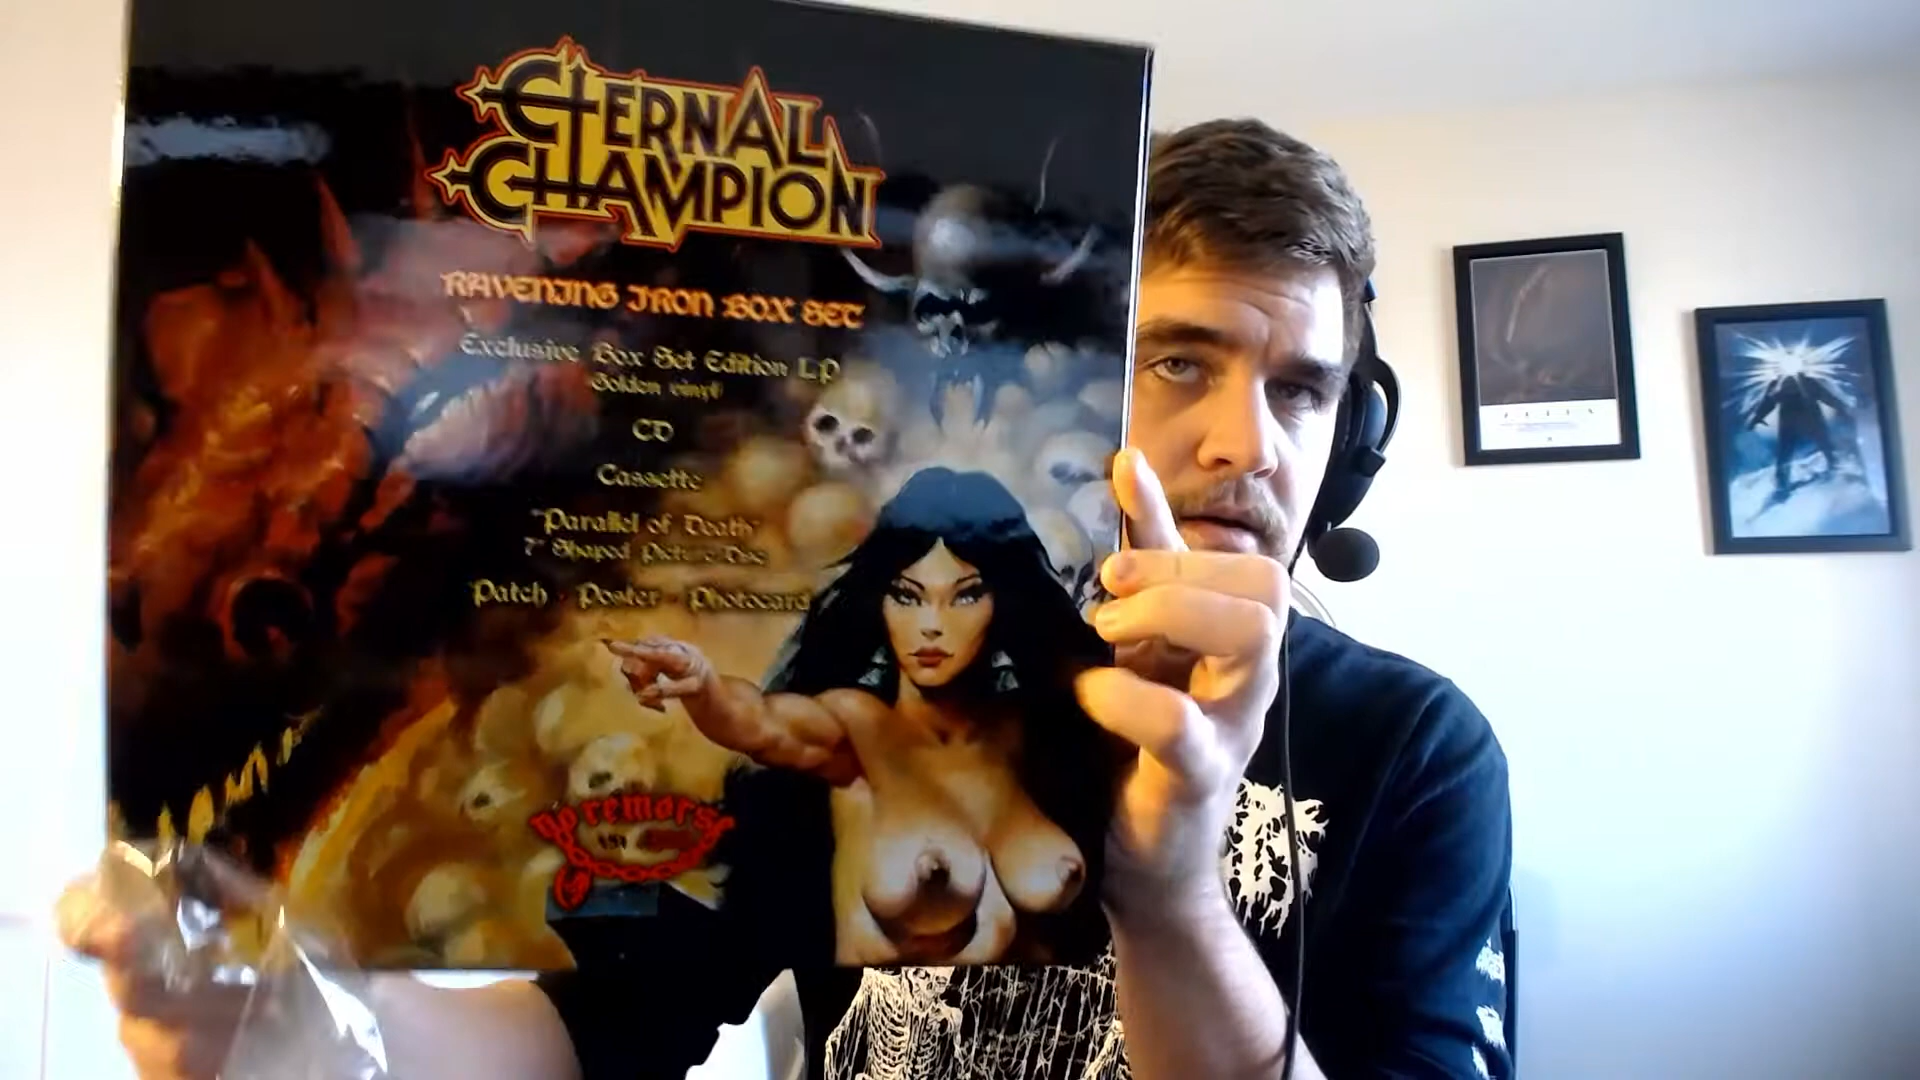 ETERNAL
CHAMPION
RAVENING IRON BOX SET
Exclusive Box Set Edition LP
Golden vinyl
CD
Cassette
"Parallel of Death"
7" Shaped Picture Disc
Patch - Poster - Photocard
no remorse